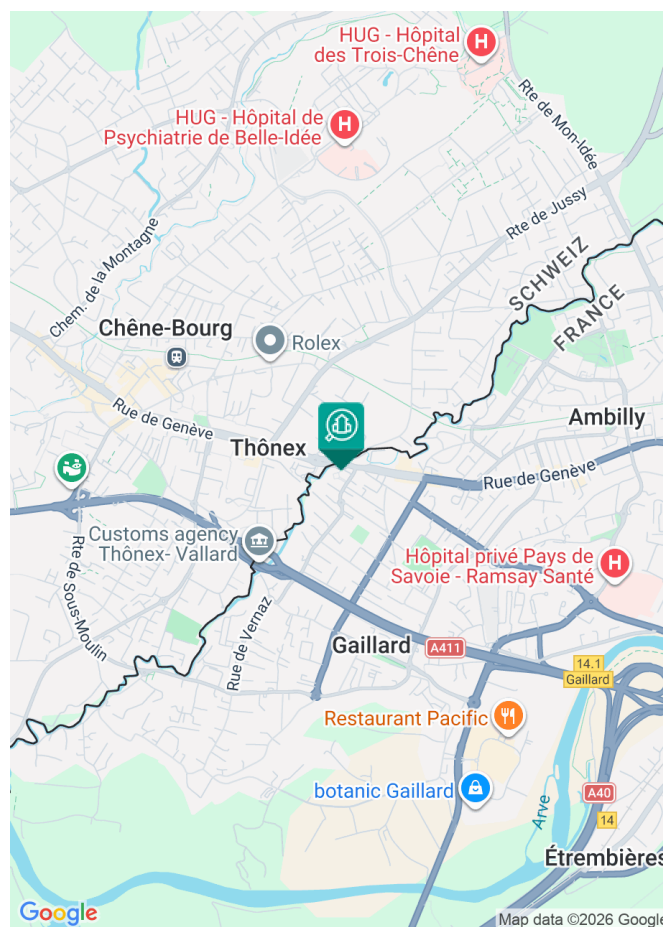 HUG - Hôpital
des Trois-Chêne
HUG - Hôpital de
Psychiatrie de Belle-Idée
Rte de Mon-Idée
Rte de Jussy
Chem. de la Montagne
SCHWEIZ
FRANCE
Chêne-Bourg
Rolex
Rue de Genève
Ambilly
Thônex
Rue de Genève
Customs agency
Thônex- Vallard
Rte de Sous-Moulin
Hôpital privé Pays de
Savoie - Ramsay Santé
Rue de Vernaz
Gaillard
A411
14.1
Gaillard
Restaurant Pacific
botanic Gaillard
Arve
A40
14
Étrembières
Google
Map data ©2026 Google